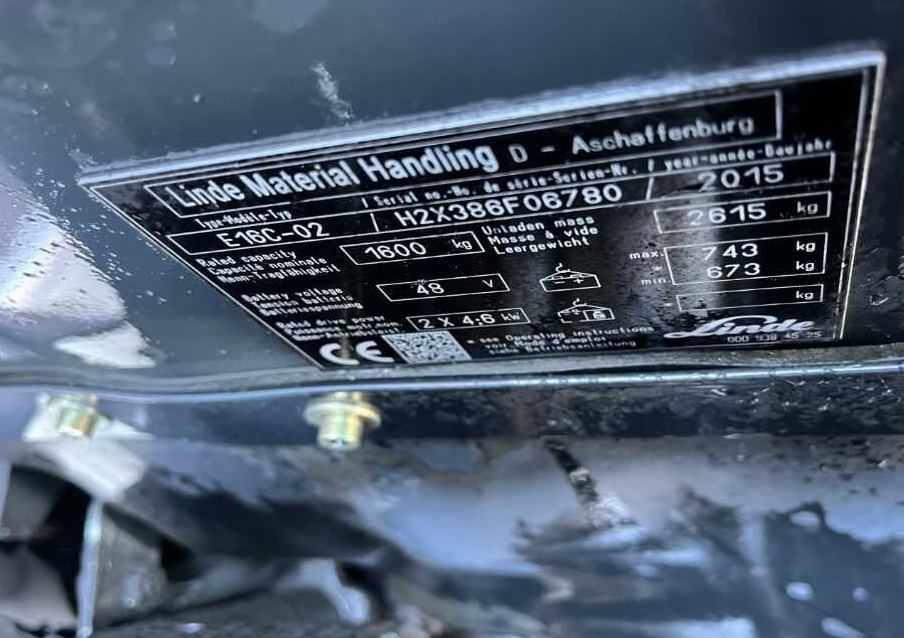 Linde Material Handling D - Aschaffenburg
Type-Modèle-Typ / Serial no.-No. de série-Serien-Nr. / year-année-Baujahr
E16C-02 H2X386F06780 2015
Rated capacity
Capacité nominale
Nenn-Tragfähigkeit
1600 kg
Unladen mass
Masse à vide
Leergewicht
2615 kg
Battery voltage
Tension batterie
Batteriespannung
48 V
max. 743 kg
min. 673 kg
kg
Rated drive power
2 X 4,6 kW
CE
* see Operating instructions
voir Mode d'emploi
siehe Betriebsanleitung
Linde
000 938 45 25